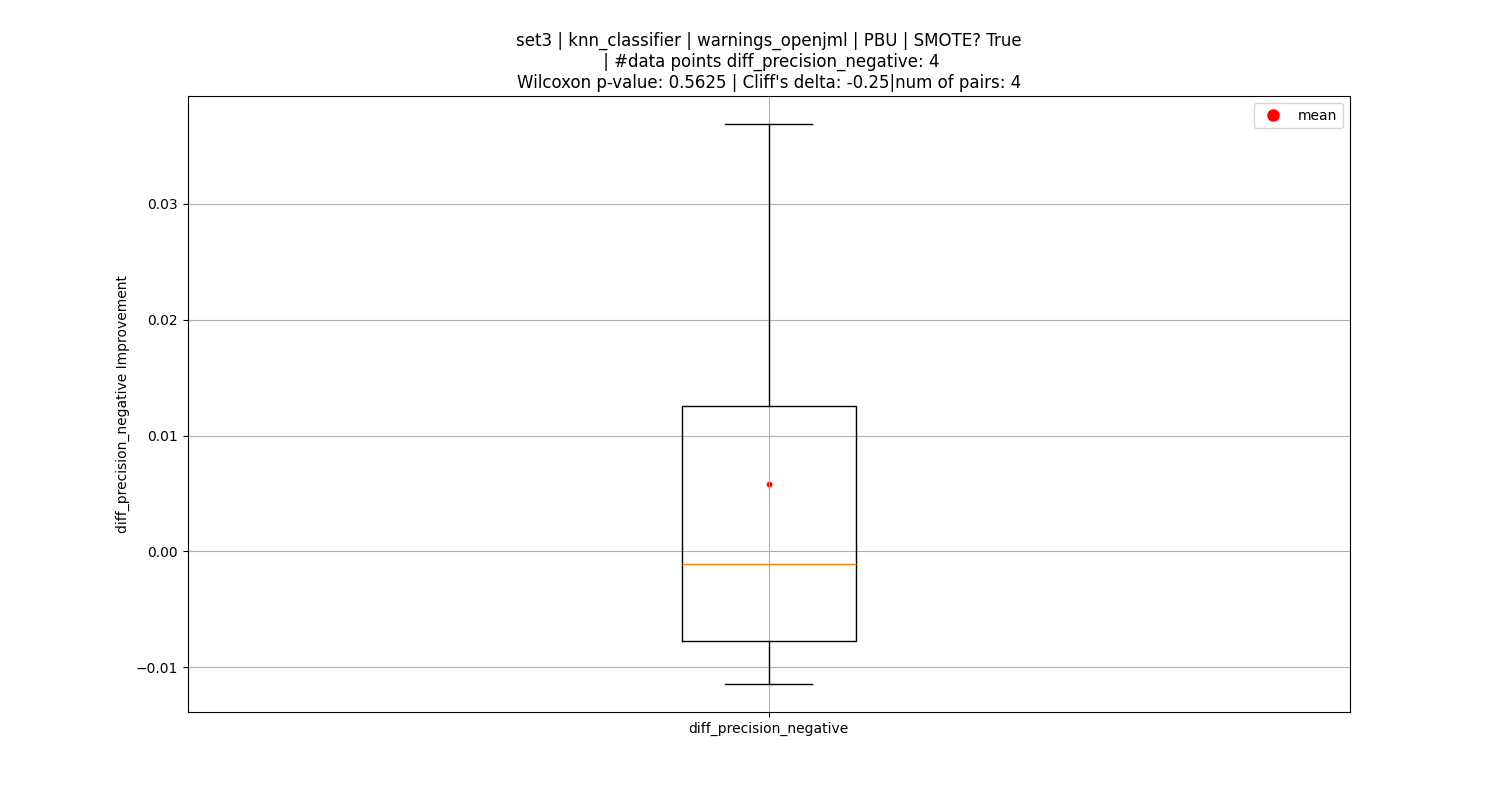 set3 | knn_classifier | warnings_openjml | PBU | SMOTE? True
| #data points diff_precision_negative: 4
Wilcoxon p-value: 0.5625 | Cliff's delta: -0.25|num of pairs: 4
mean
0.03
0.02
0.01
0.00
−0.01
diff_precision_negative Improvement
diff_precision_negative